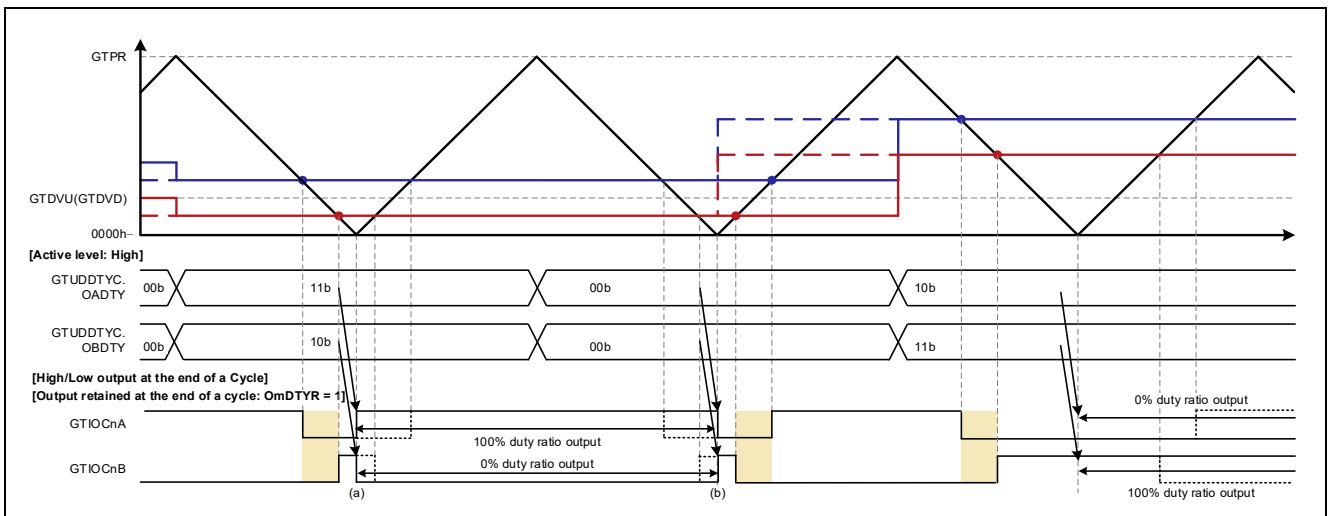 GTPR
GTDVU(GTDVD)
0000h
[Active level: High]
GTUDDTYC.
OADTY
00b
11b
00b
10b
GTUDDTYC.
OBDTY
00b
10b
00b
11b
[High/Low output at the end of a Cycle]
[Output retained at the end of a cycle: OmDTYR = 1]
0% duty ratio output
GTIOCnA
100% duty ratio output
0% duty ratio output
GTIOCnB
(a)
(b)
100% duty ratio output